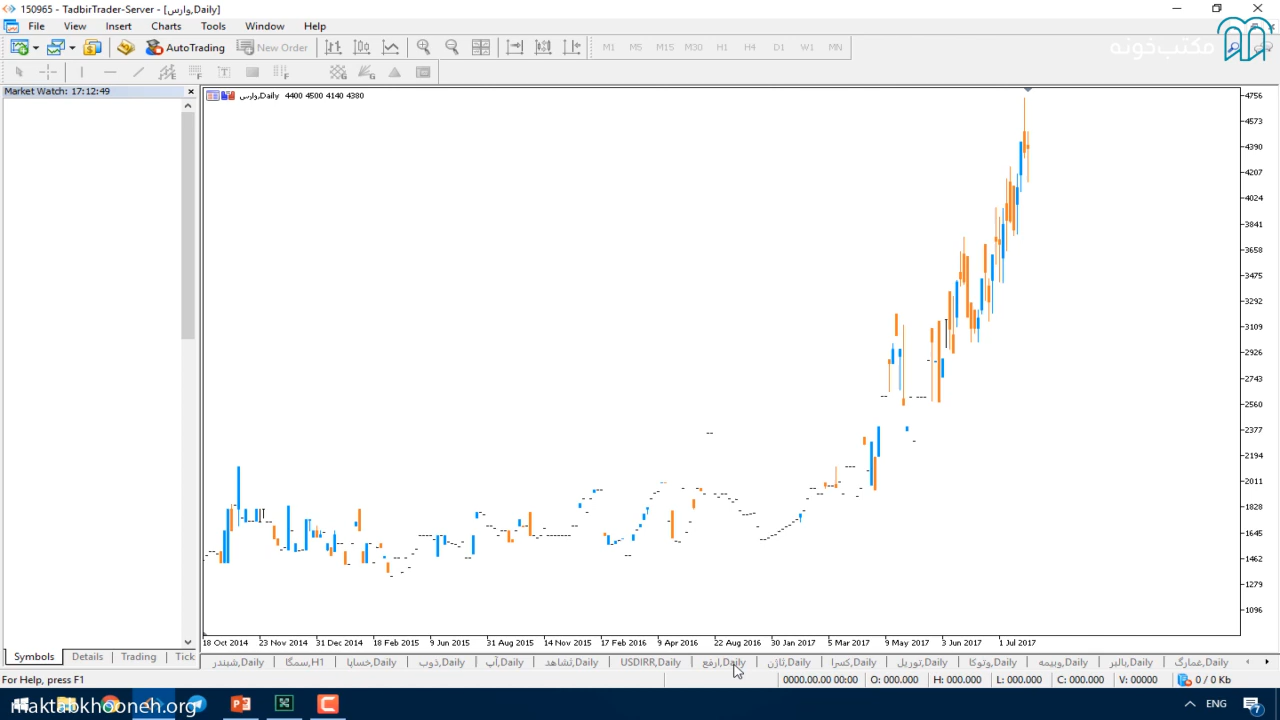 150965 - TadbirTrader-Server - [وارس,Daily]
File View Insert Charts Tools Window Help
AutoTrading New Order M1 M5 M15 M30 H1 H4 D1 W1 MN
مکتب‌خونه
Market Watch: 17:12:49
وارس,Daily 4400 4500 4140 4380
4756
4573
4390
4207
4024
3841
3658
3475
3292
3109
2926
2743
2560
2377
2194
2011
1828
1645
1462
1279
1096
18 Oct 2014 23 Nov 2014 31 Dec 2014 18 Feb 2015 9 Jun 2015 31 Aug 2015 14 Nov 2015 17 Feb 2016 9 Apr 2016 22 Aug 2016 30 Jan 2017 5 Mar 2017 9 May 2017 3 Jun 2017 1 Jul 2017
Symbols Details Trading Tick
شبندر,Daily سمگا,H1 خساپا,Daily ذوب,Daily آپ,Daily ثشاهد,Daily USDIRR,Daily ارفع,Daily تاژن,Daily کسرا,Daily توریل,Daily وتوکا,Daily وبیمه,Daily بالبر,Daily غمارگ,Daily
For Help, press F1
0000.00.00 00:00 O: 000.000 H: 000.000 L: 000.000 C: 000.000 V: 00000 0 / 0 Kb
maktabkhooneh.org
ENG
7